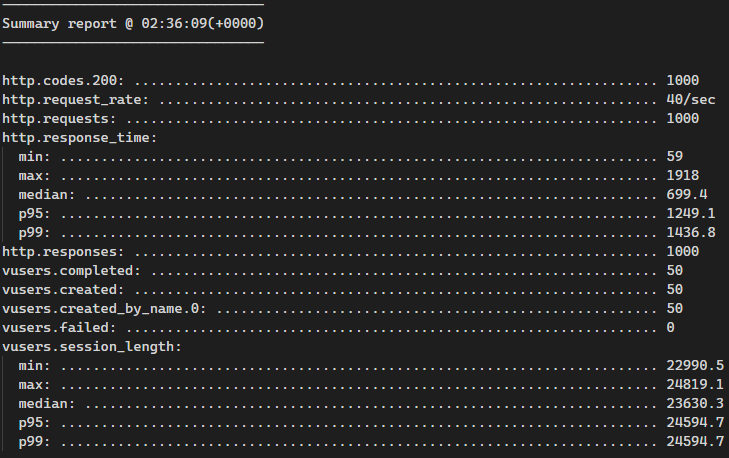 Summary report @ 02:36:09(+0000)
http.codes.200: ................................................................ 1000
http.request_rate: ............................................................. 40/sec
http.requests: ................................................................. 1000
http.response_time:
min: ......................................................................... 59
max: ......................................................................... 1918
median: ...................................................................... 699.4
p95: ......................................................................... 1249.1
p99: ......................................................................... 1436.8
http.responses: ................................................................ 1000
vusers.completed: .............................................................. 50
vusers.created: ................................................................ 50
vusers.created_by_name.0: ...................................................... 50
vusers.failed: ................................................................. 0
vusers.session_length:
min: ......................................................................... 22990.5
max: ......................................................................... 24819.1
median: ...................................................................... 23630.3
p95: ......................................................................... 24594.7
p99: ......................................................................... 24594.7